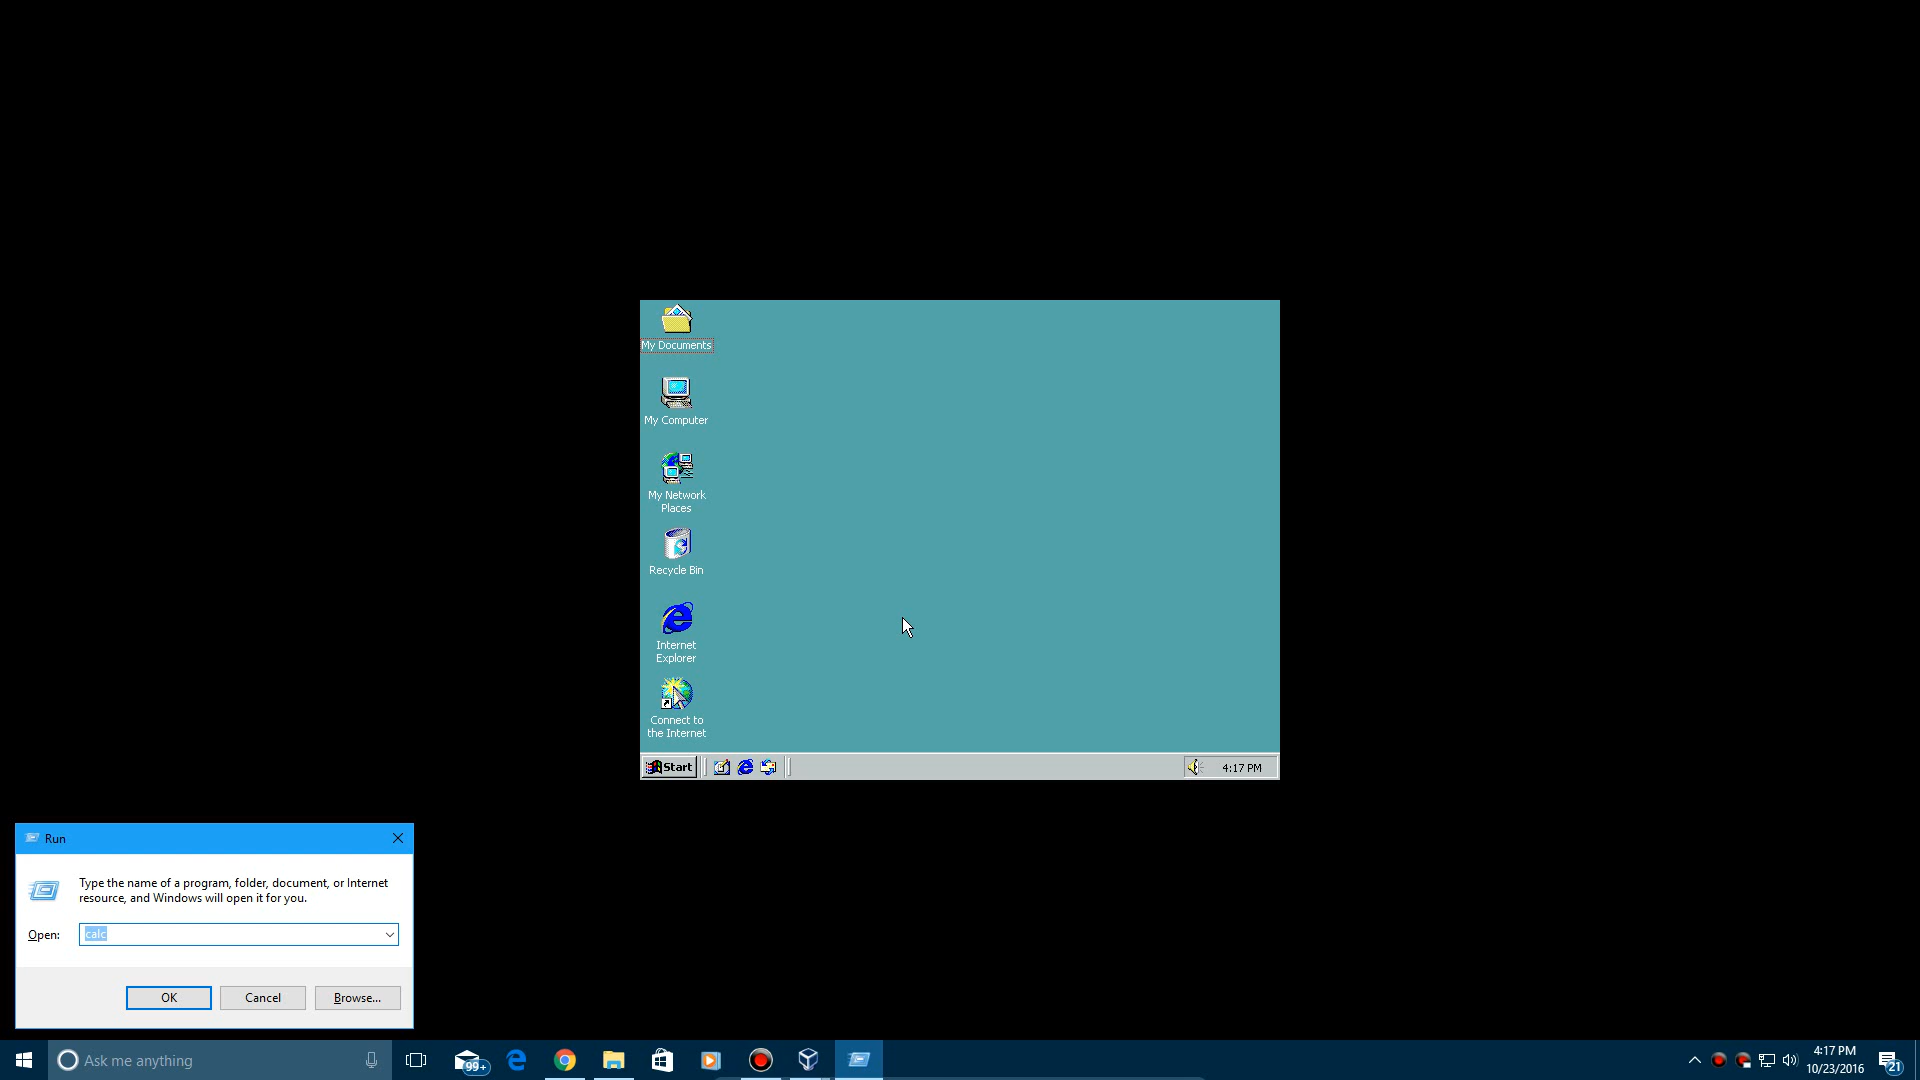 My Documents
My Computer
My Network
Places
Recycle Bin
Internet
Explorer
Connect to
the Internet
Start
4:17 PM
Run
Type the name of a program, folder, document, or Internet
resource, and Windows will open it for you.
Open:
calc
OK
Cancel
Browse...
Ask me anything
99+
4:17 PM
10/23/2016
21